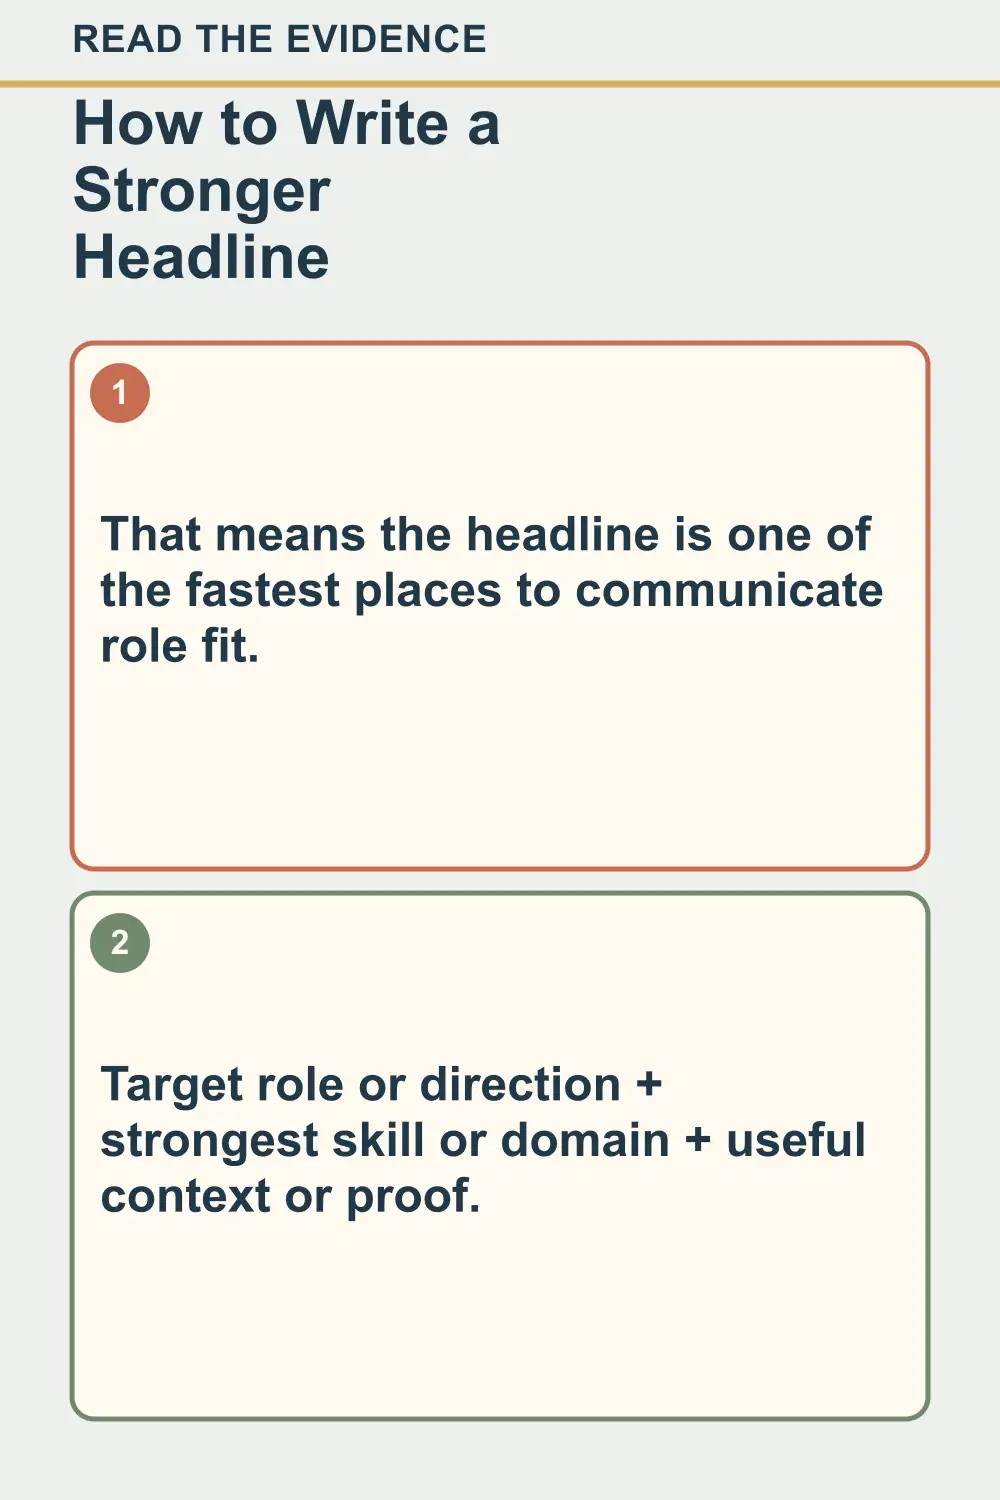 READ THE EVIDENCE
How to Write a
Stronger
Headline
1
That means the headline is one of
the fastest places to communicate
role fit.
2
Target role or direction +
strongest skill or domain + useful
context or proof.